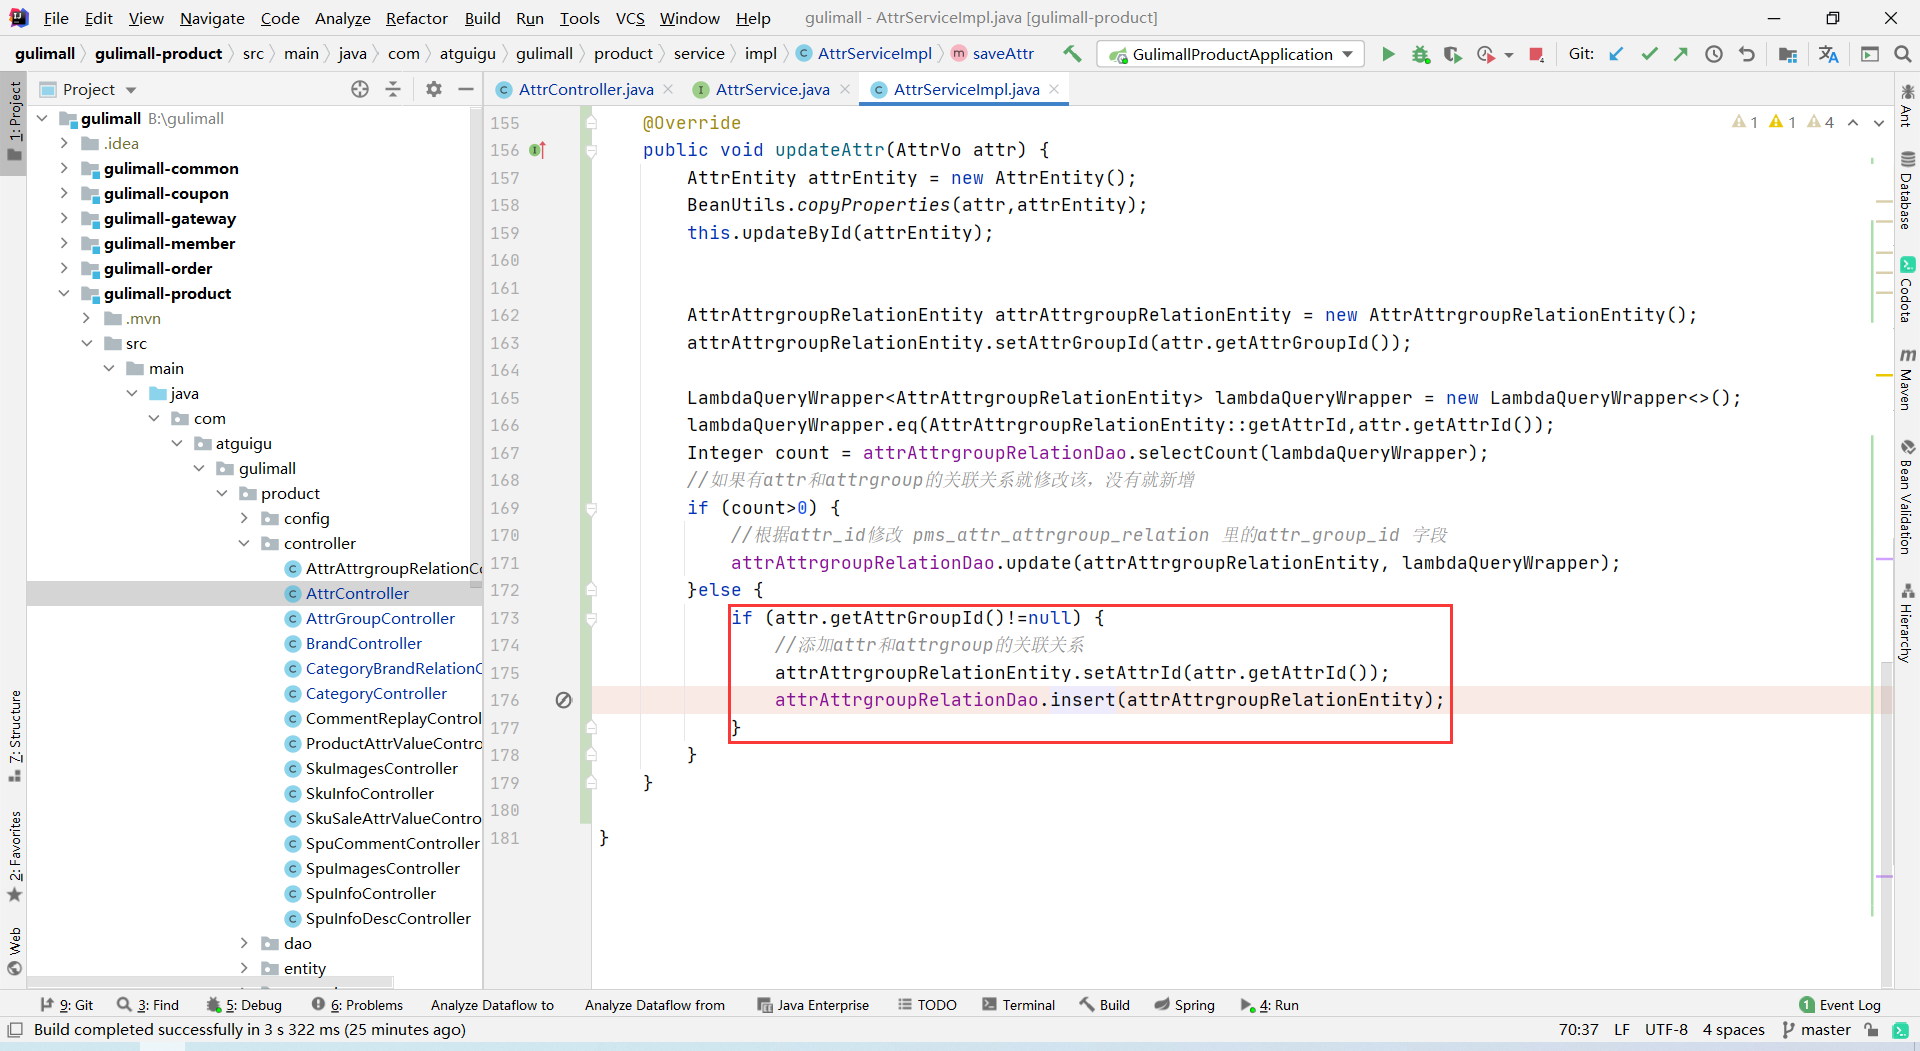 File Edit View Navigate Code Analyze Refactor Build Run Tools VCS Window Help gulimall - AttrServiceImpl.java [gulimall-product]
gulimall gulimall-product src main java com atguigu gulimall product service impl AttrServiceImpl saveAttr GulimallProductApplication Git:
Project
AttrController.java AttrService.java AttrServiceImpl.java
1: Project
7: Structure
2: Favorites
Web
gulimall B:\gulimall
.idea
gulimall-common
gulimall-coupon
gulimall-gateway
gulimall-member
gulimall-order
gulimall-product
.mvn
src
main
java
com
atguigu
gulimall
product
config
controller
AttrAttrgroupRelationC
AttrController
AttrGroupController
BrandController
CategoryBrandRelationC
CategoryController
CommentReplayControl
ProductAttrValueContro
SkuImagesController
SkuInfoController
SkuSaleAttrValueContro
SpuCommentController
SpuImagesController
SpuInfoController
SpuInfoDescController
dao
entity
1 1 4
155 @Override
156 public void updateAttr(AttrVo attr) {
157 AttrEntity attrEntity = new AttrEntity();
158 BeanUtils.copyProperties(attr,attrEntity);
159 this.updateById(attrEntity);
160
161
162 AttrAttrgroupRelationEntity attrAttrgroupRelationEntity = new AttrAttrgroupRelationEntity();
163 attrAttrgroupRelationEntity.setAttrGroupId(attr.getAttrGroupId());
164
165 LambdaQueryWrapper<AttrAttrgroupRelationEntity> lambdaQueryWrapper = new LambdaQueryWrapper<>();
166 lambdaQueryWrapper.eq(AttrAttrgroupRelationEntity::getAttrId,attr.getAttrId());
167 Integer count = attrAttrgroupRelationDao.selectCount(lambdaQueryWrapper);
168 //如果有attr和attrgroup的关联关系就修改该，没有就新增
169 if (count>0) {
170 //根据attr_id修改 pms_attr_attrgroup_relation 里的attr_group_id 字段
171 attrAttrgroupRelationDao.update(attrAttrgroupRelationEntity, lambdaQueryWrapper);
172 }else {
173 if (attr.getAttrGroupId()!=null) {
174 //添加attr和attrgroup的关联关系
175 attrAttrgroupRelationEntity.setAttrId(attr.getAttrId());
176 attrAttrgroupRelationDao.insert(attrAttrgroupRelationEntity);
177 }
178 }
179 }
180
181 }
Ant
Database
Codota
Maven
Bean Validation
Hierarchy
9: Git 3: Find 5: Debug 6: Problems Analyze Dataflow to Analyze Dataflow from Java Enterprise TODO Terminal Build Spring 4: Run 1 Event Log
Build completed successfully in 3 s 322 ms (25 minutes ago) 70:37 LF UTF-8 4 spaces master